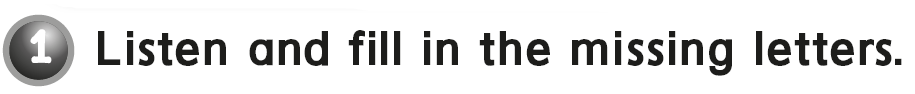 1 Listen and fill in the missing letters.